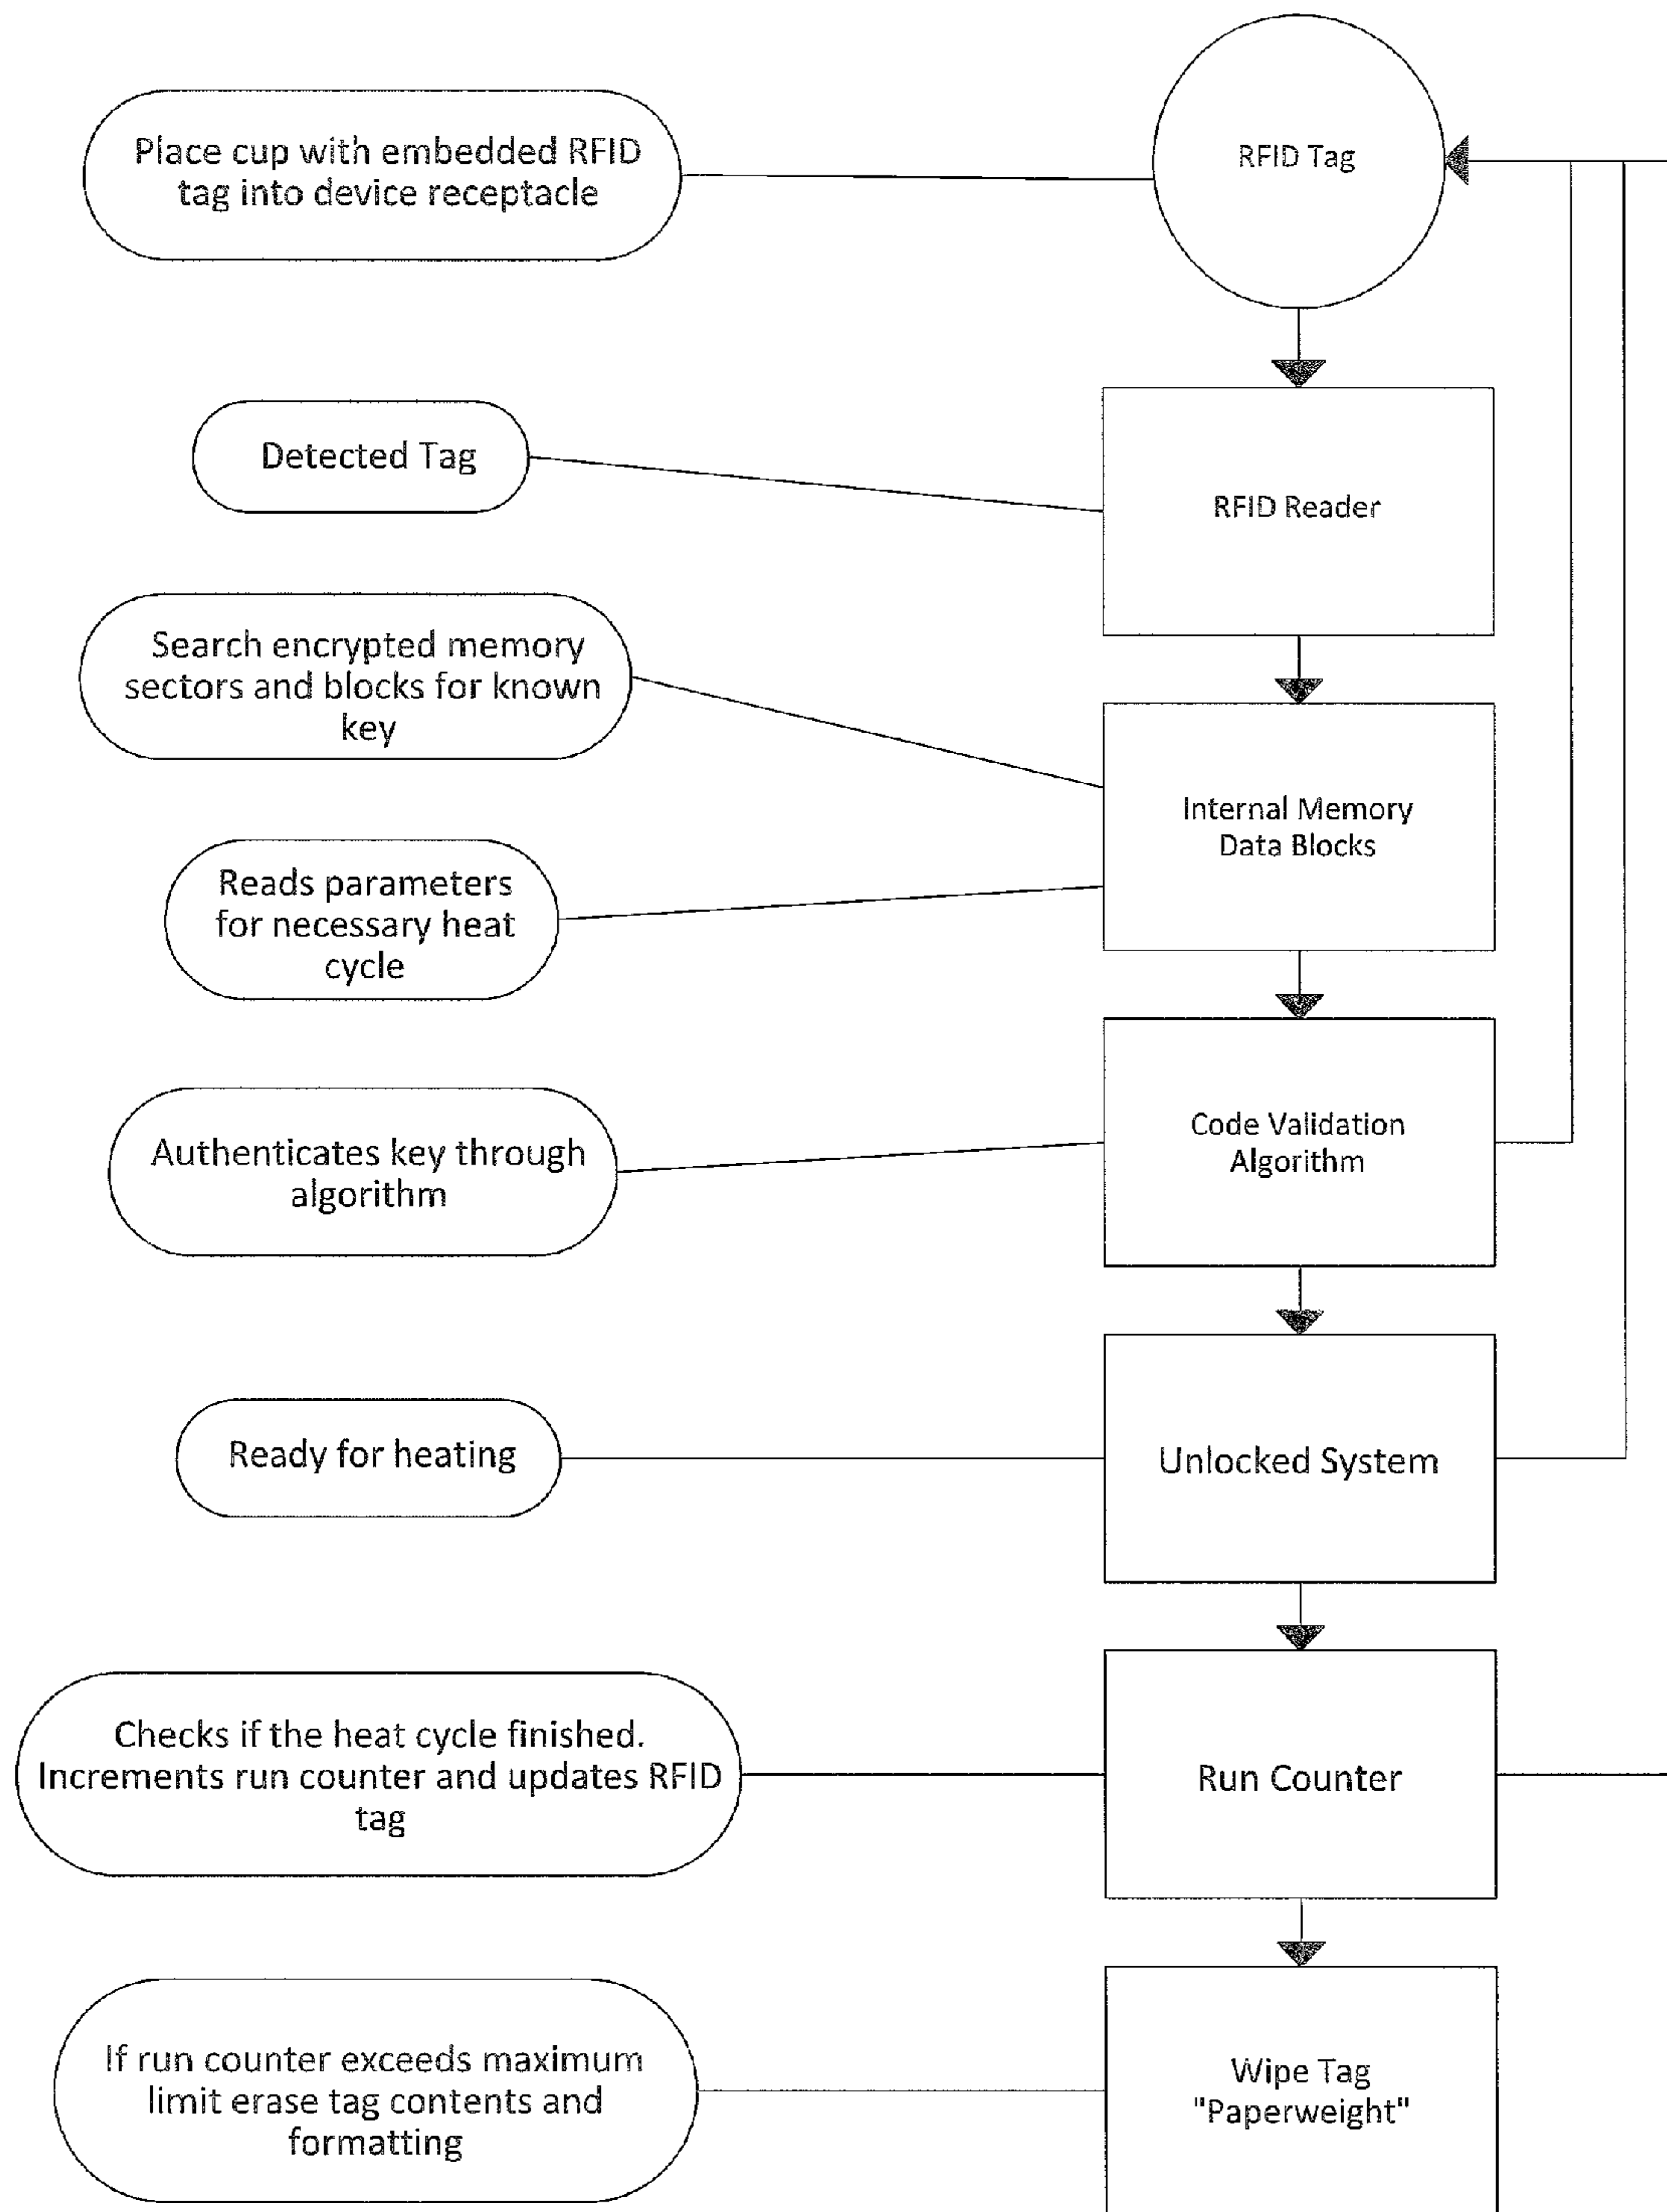 Place cup with embedded RFID
tag into device receptacle
RFID Tag
Detected Tag
RFID Reader
Search encrypted memory
sectors and blocks for known
key
Internal Memory
Data Blocks
Reads parameters
for necessary heat
cycle
Authenticates key through
algorithm
Code Validation
Algorithm
Ready for heating
Unlocked System
Checks if the heat cycle finished.
Increments run counter and updates RFID
tag
Run Counter
If run counter exceeds maximum
limit erase tag contents and
formatting
Wipe Tag
"Paperweight"